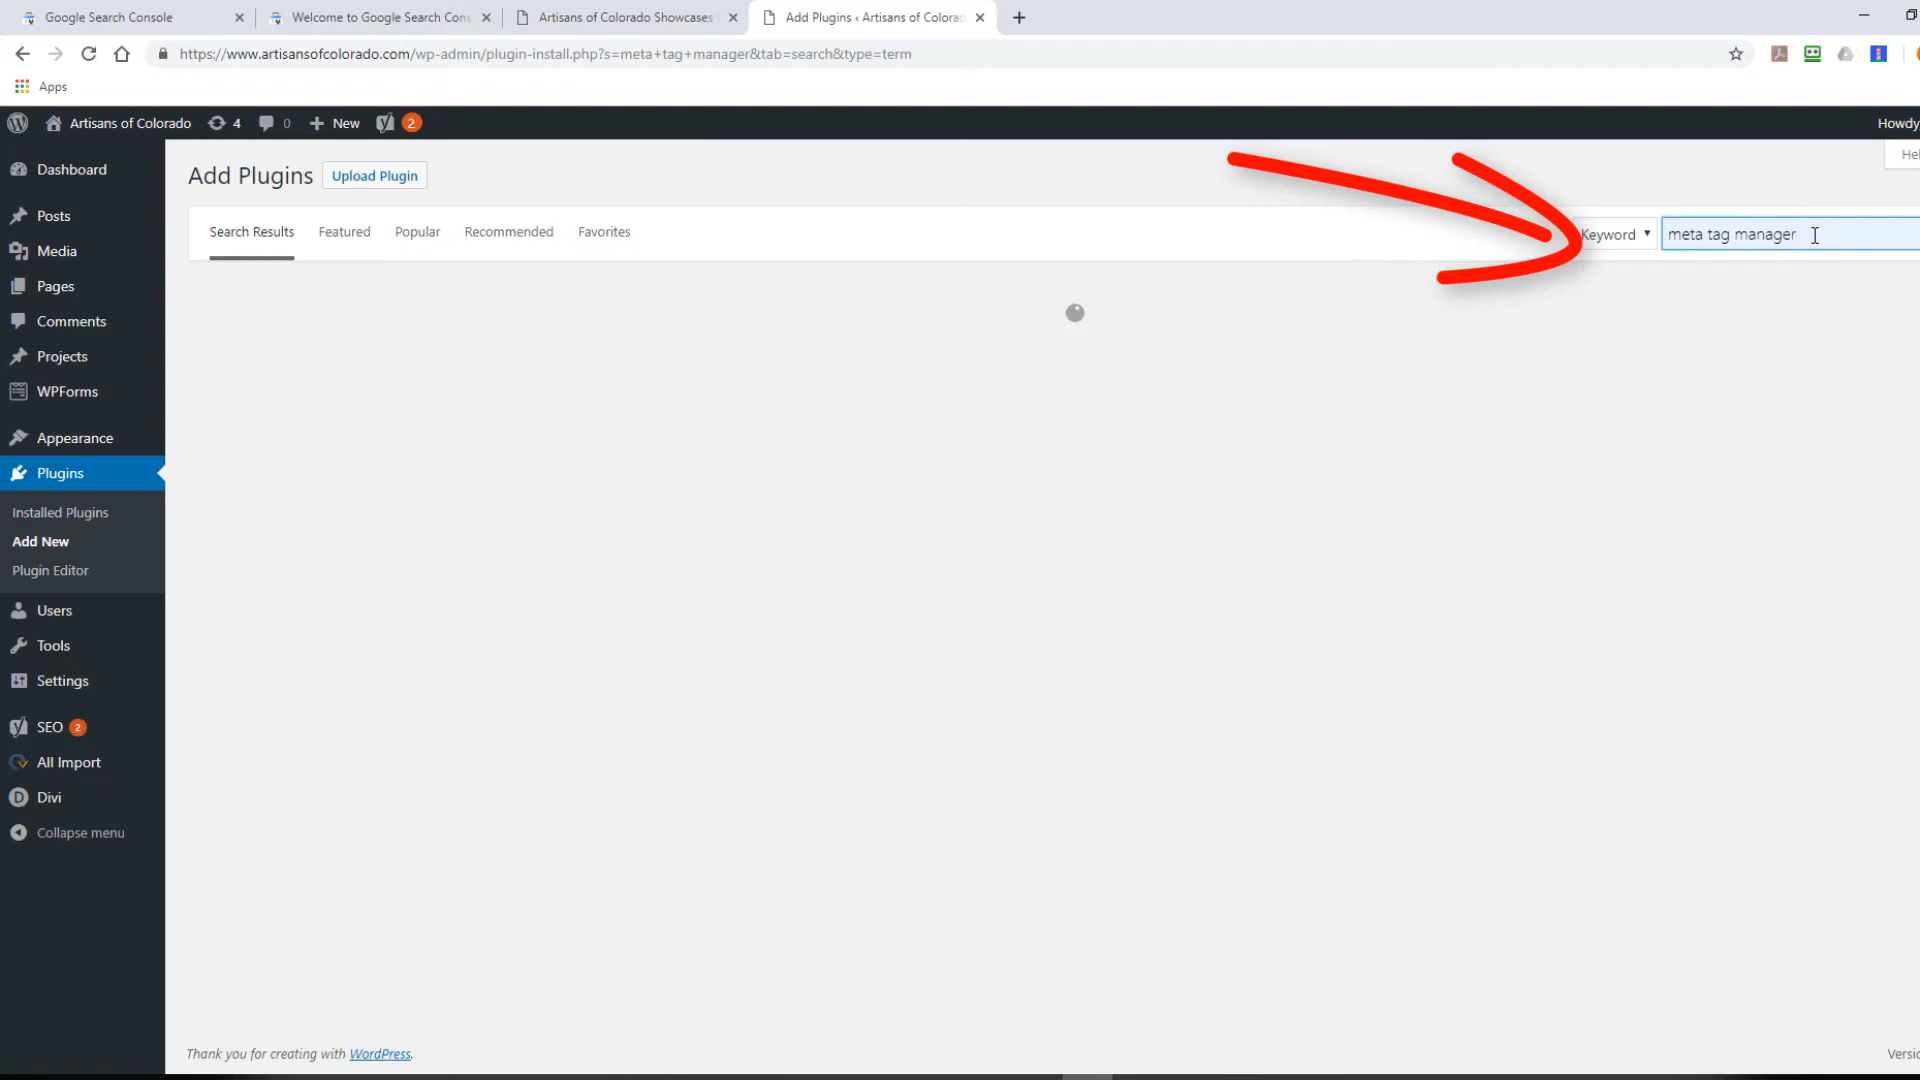 Google Search Console
Welcome to Google Search Cons
Artisans of Colorado Showcases
Add Plugins ‹ Artisans of Colorad
https://www.artisansofcolorado.com/wp-admin/plugin-install.php?s=meta+tag+manager&tab=search&type=term
Apps
Artisans of Colorado 4 0 New 2
Howdy
Dashboard
Posts
Media
Pages
Comments
Projects
WPForms
Appearance
Plugins
Installed Plugins
Add New
Plugin Editor
Users
Tools
Settings
SEO 2
All Import
Divi
Collapse menu
Hel
Add Plugins Upload Plugin
Search Results Featured Popular Recommended Favorites
Keyword meta tag manager
Thank you for creating with WordPress.
Versio